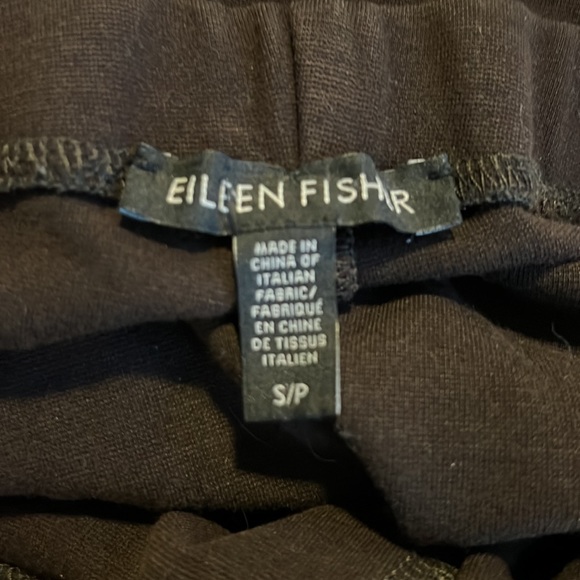 EILEEN FISHER
MADE IN
CHINA OF
ITALIAN
FABRIC/
FABRIQUÉ
EN CHINE
DE TISSUS
ITALIEN
S/P